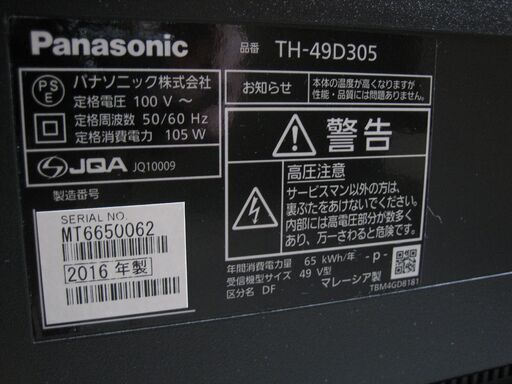 Panasonic
品番 TH-49D305
PS
E
パナソニック株式会社
定格電圧 100 V ～
定格周波数 50/60 Hz
定格消費電力 105 W
JQA JQ10009
製造番号
SERIAL NO.
MT6650062
2016 年製
お知らせ
本体の温度が高くなりますが、
性能・品質には問題ありません。
警告
高圧注意
サービスマン以外の方は、
裏ぶたをあけないでください。
内部には高電圧部分が数多く
あり、万一さわると危険です。
年間消費電力量 65 kWh/年
受信機型サイズ 49 V型
区分名 DF
- p -
マレーシア製
TBM4GD8181